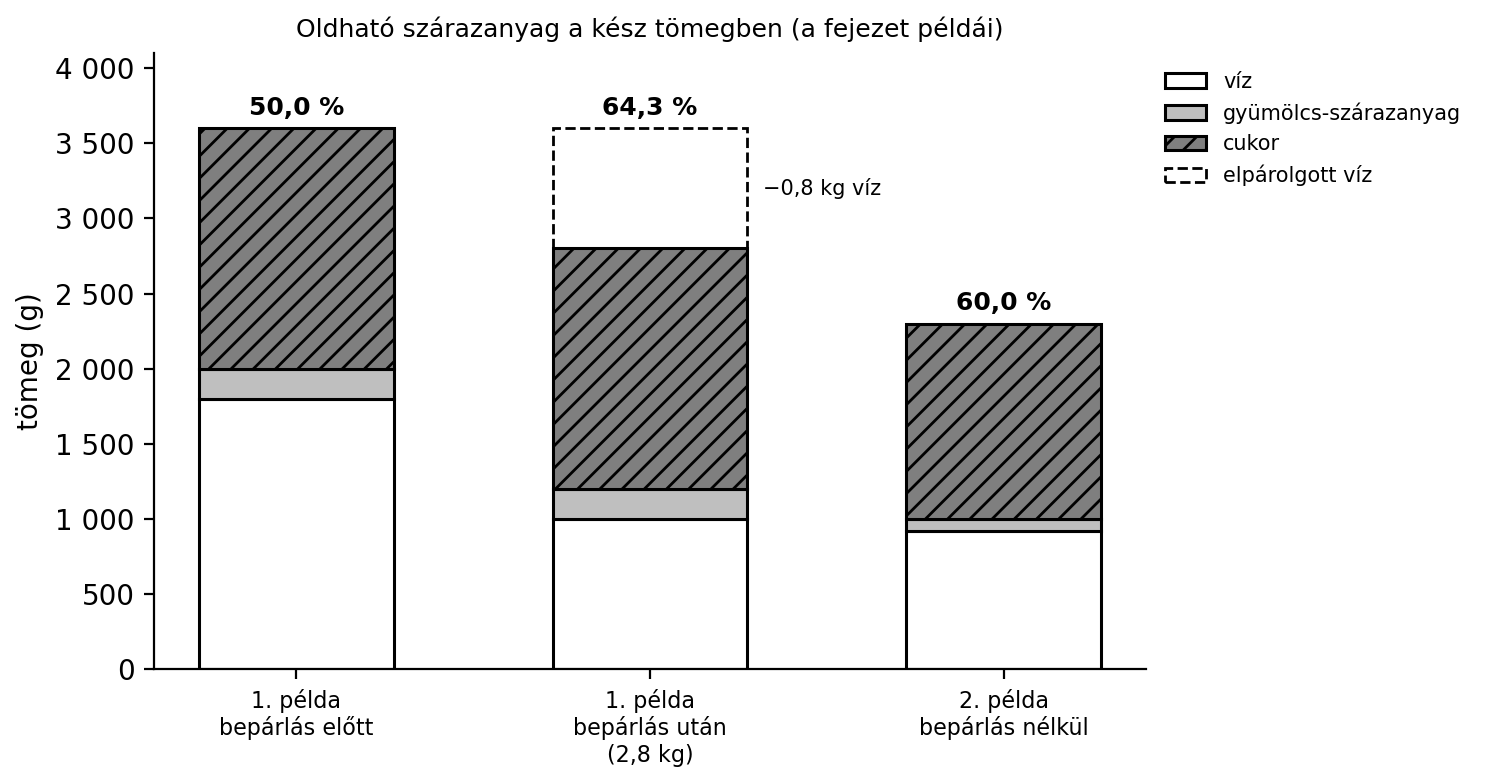 Oldható szárazanyag a kész tömegben (a fejezet példái)
tömeg (g)
4 000
3 500
3 000
2 500
2 000
1 500
1 000
500
0
50,0 %
64,3 %
−0,8 kg víz
60,0 %
1. példa
bepárlás előtt
1. példa
bepárlás után
(2,8 kg)
2. példa
bepárlás nélkül
víz
gyümölcs-szárazanyag
cukor
elpárolgott víz